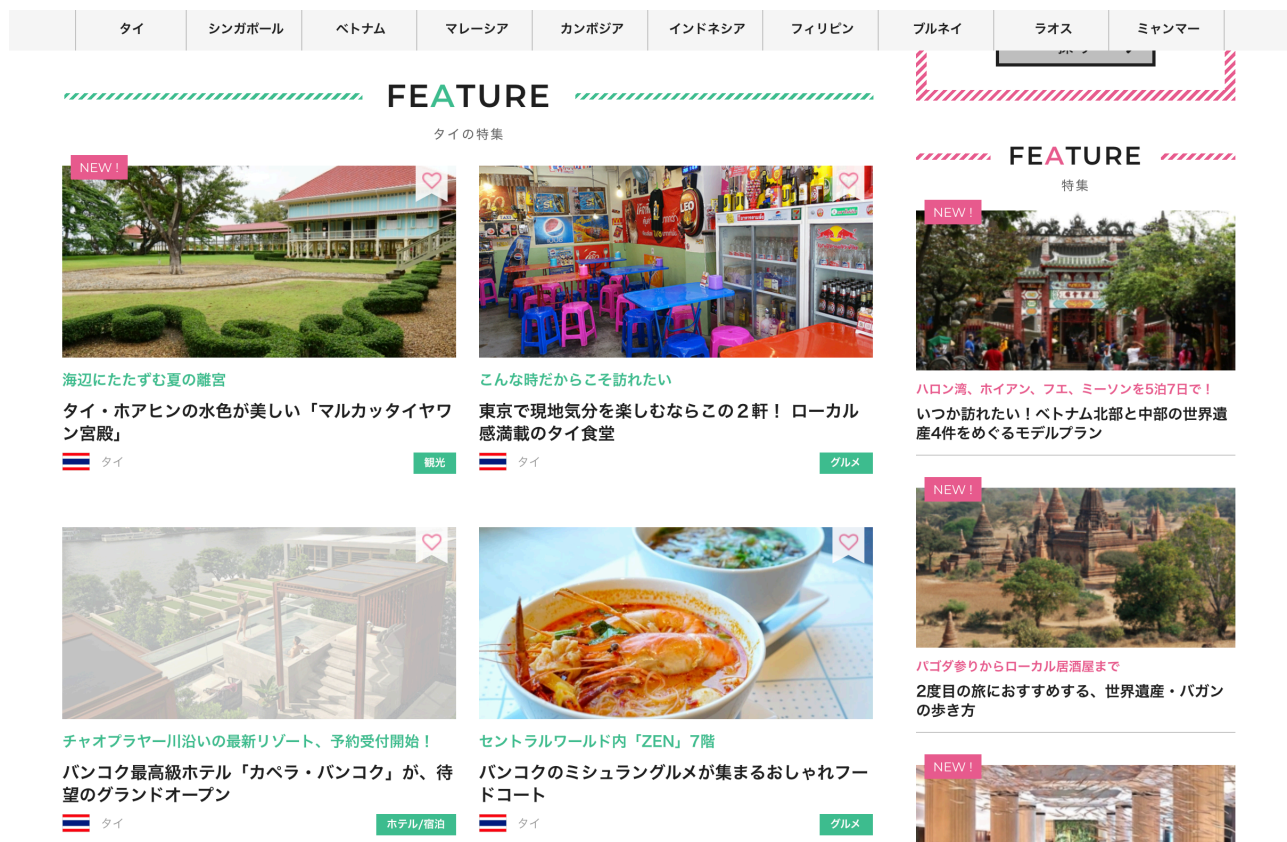 タイ
シンガポール
ベトナム
マレーシア
カンボジア
インドネシア
フィリピン
ブルネイ
ラオス
ミャンマー
FEATURE
タイの特集
NEW !
海辺にたたずむ夏の離宮
タイ・ホアヒンの水色が美しい「マルカッタイヤワ
ン宮殿」
タイ
観光
LEO
こんな時だからこそ訪れたい
東京で現地気分を楽しむならこの２軒！ ローカル
感満載のタイ食堂
タイ
グルメ
チャオプラヤー川沿いの最新リゾート、予約受付開始！
バンコク最高級ホテル「カペラ・バンコク」が、待
望のグランドオープン
タイ
ホテル/宿泊
セントラルワールド内「ZEN」7階
バンコクのミシュラングルメが集まるおしゃれフー
ドコート
タイ
グルメ
FEATURE
特集
NEW !
ハロン湾、ホイアン、フエ、ミーソンを5泊7日で！
いつか訪れたい！ベトナム北部と中部の世界遺
産4件をめぐるモデルプラン
NEW !
パゴダ参りからローカル居酒屋まで
2度目の旅におすすめする、世界遺産・バガン
の歩き方
NEW !